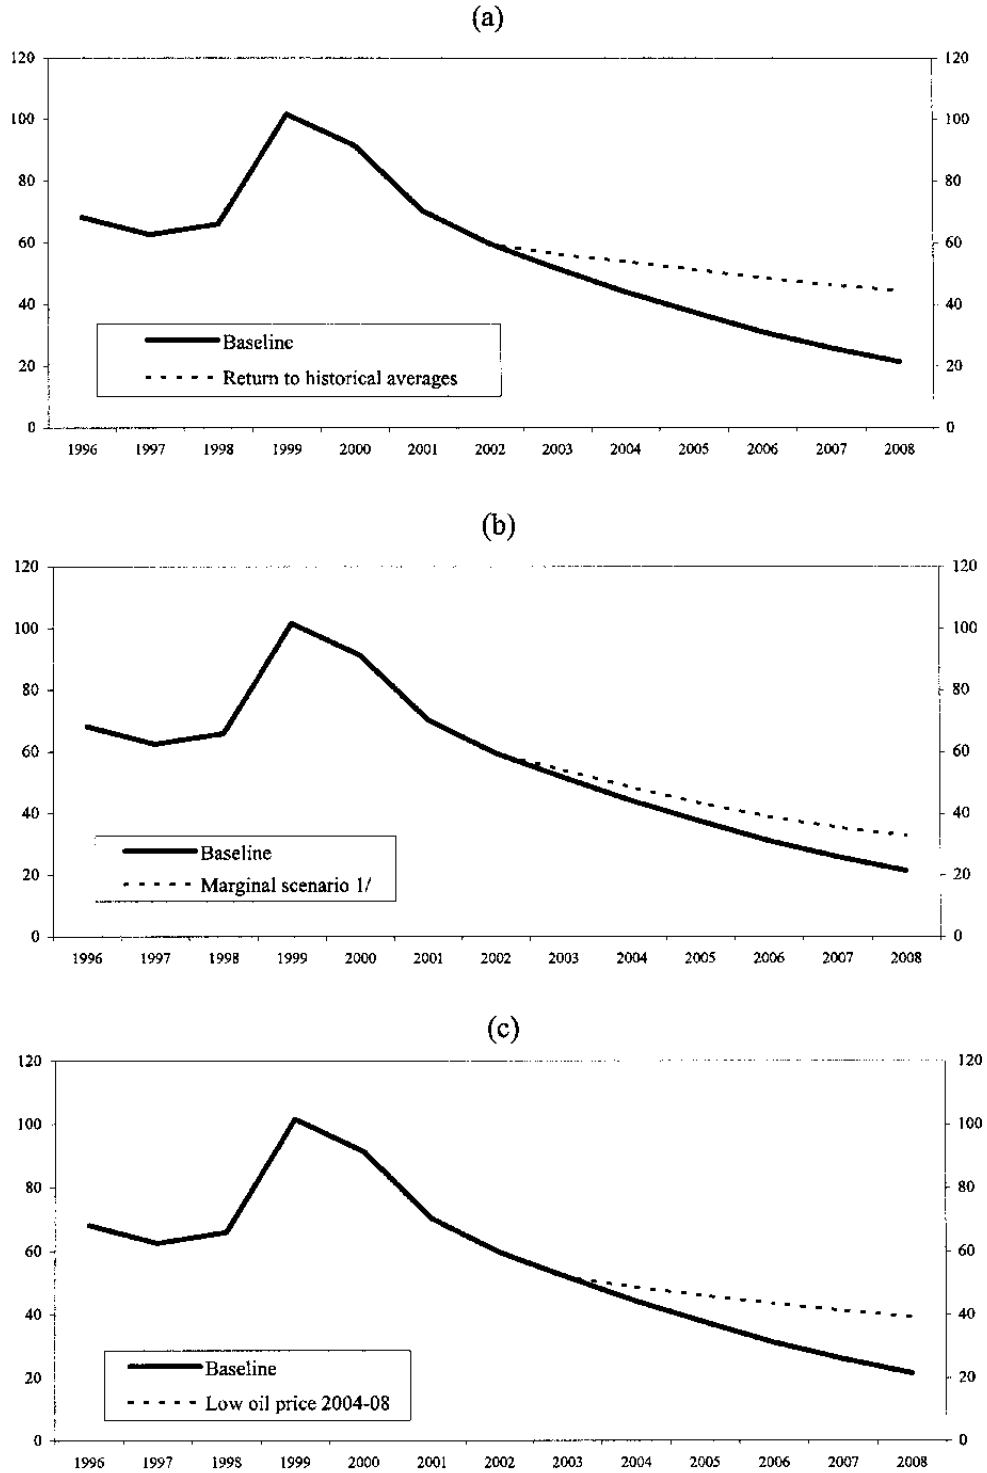 (a)
120 120
100 100
80 80
60 60
40 40
Baseline
20 Return to historical averages 20
0 0
1996 1997 1998 1999 2000 2001 2002 2003 2004 2005 2006 2007 2008
(b)
120 120
100 100
80 80
60 60
40 40
Baseline
20 20
Marginal scenario 1/
0 0
1996 1997 1998 1999 2000 2001 2002 2003 2004 2005 2006 2007 2008
(c)
120 120
100 100
80 80
60 60
40 40
Baseline
20 20
Low oil price 2004-08
0 0
1996 1997 1998 1999 2000 2001 2002 2003 2004 2005 2006 2007 2008